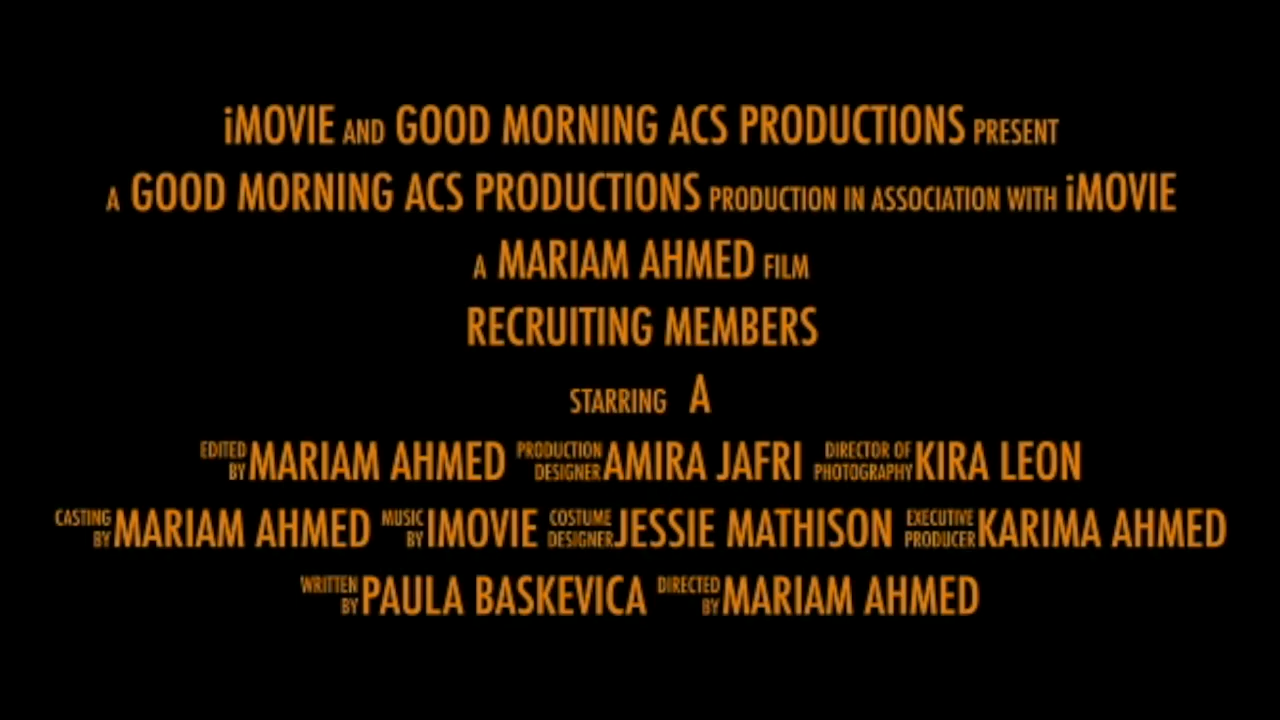 iMOVIE AND GOOD MORNING ACS PRODUCTIONS PRESENT
A GOOD MORNING ACS PRODUCTIONS PRODUCTION IN ASSOCIATION WITH iMOVIE
A MARIAM AHMED FILM
RECRUITING MEMBERS
STARRING A
EDITED BY MARIAM AHMED PRODUCTION DESIGNER AMIRA JAFRI DIRECTOR OF PHOTOGRAPHY KIRA LEON
CASTING BY MARIAM AHMED MUSIC BY IMOVIE COSTUME DESIGNER JESSIE MATHISON EXECUTIVE PRODUCER KARIMA AHMED
WRITTEN BY PAULA BASKEVICA DIRECTED BY MARIAM AHMED